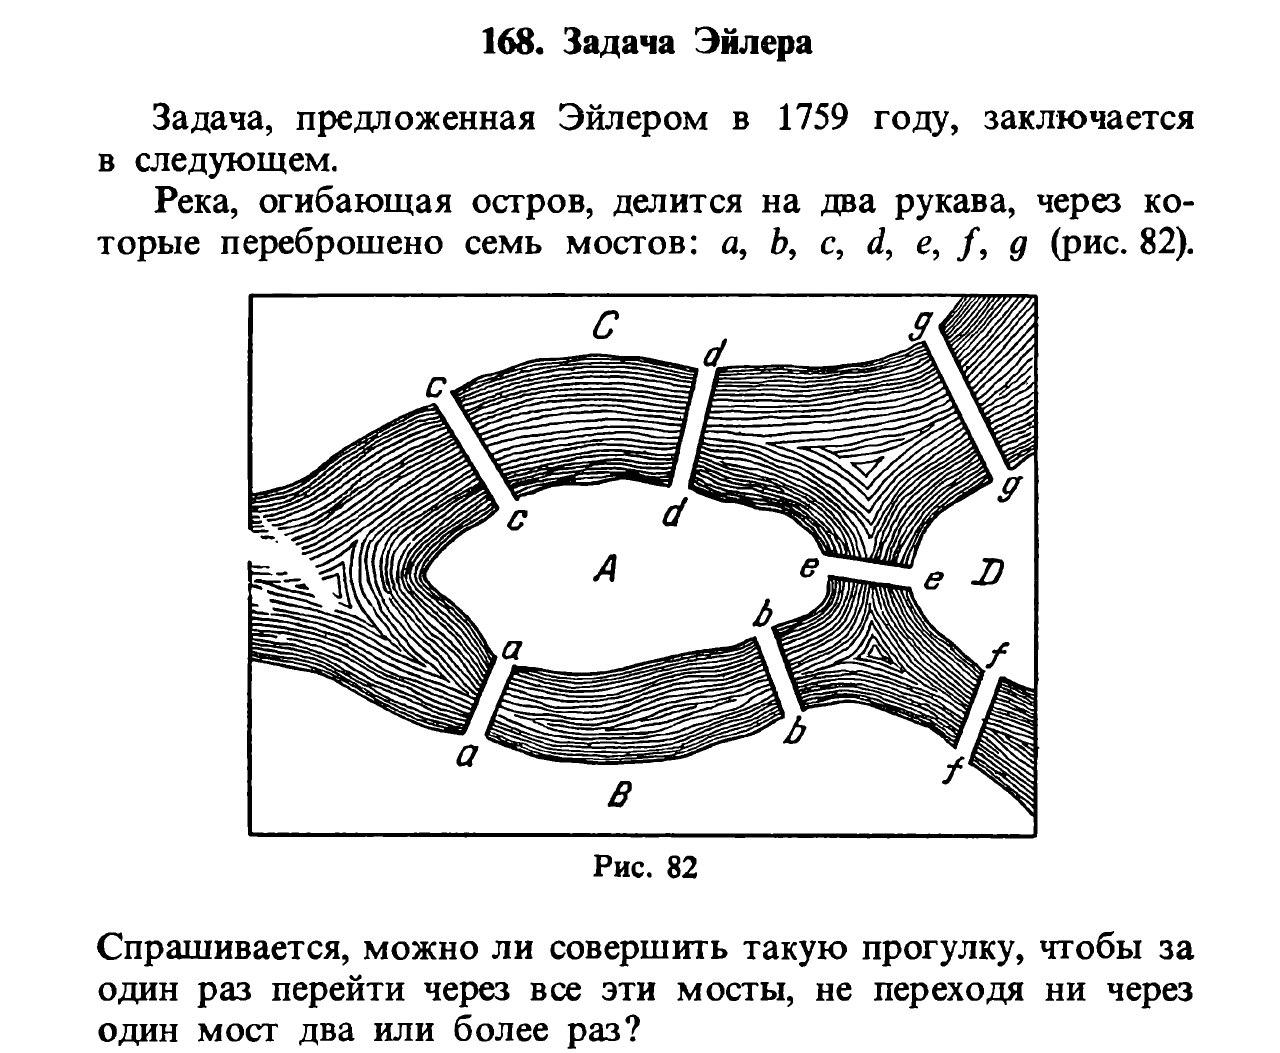 168. Задача Эйлера
Задача, предложенная Эйлером в 1759 году, заключается
в следующем.
Река, огибающая остров, делится на два рукава, через ко-
торые переброшено семь мостов: a, b, c, d, e, f, g (рис. 82).
C
g
d
c
c
d
g
A
e
e
D
b
a
f
b
a
f
B
Рис. 82
Спрашивается, можно ли совершить такую прогулку, чтобы за
один раз перейти через все эти мосты, не переходя ни через
один мост два или более раз?